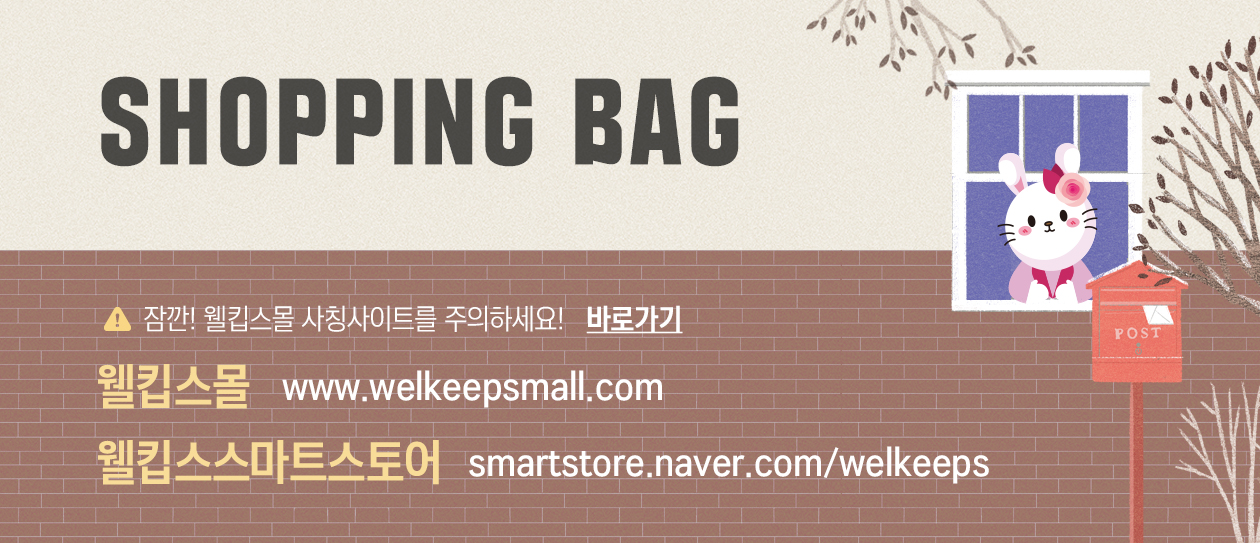 SHOPPING BAG
잠깐! 웰킵스몰 사칭사이트를 주의하세요! 바로가기
웰킵스몰 www.welkeepsmall.com
웰킵스스마트스토어 smartstore.naver.com/welkeeps
POST